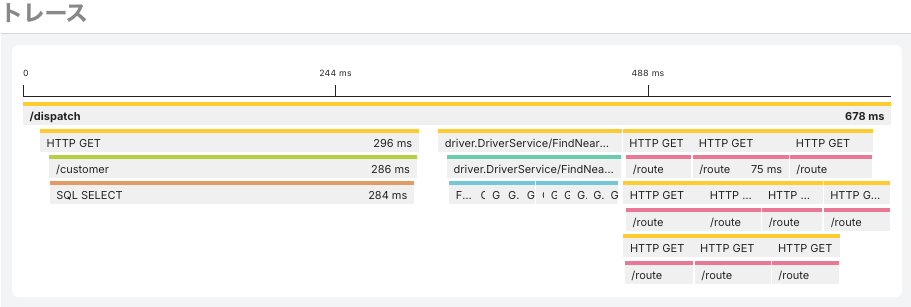 トレース
0 244 ms 488 ms
/dispatch 678 ms
HTTP GET 296 ms driver.DriverService/FindNear... HTTP GET HTTP GET HTTP GET
/customer 286 ms driver.DriverService/FindNea... /route /route 75 ms /route
SQL SELECT 284 ms F... G G. G G G G. G. G HTTP GET HTTP ... HTTP ... HTTP G...
/route /route /route /route
HTTP GET HTTP GET HTTP GET
/route /route /route